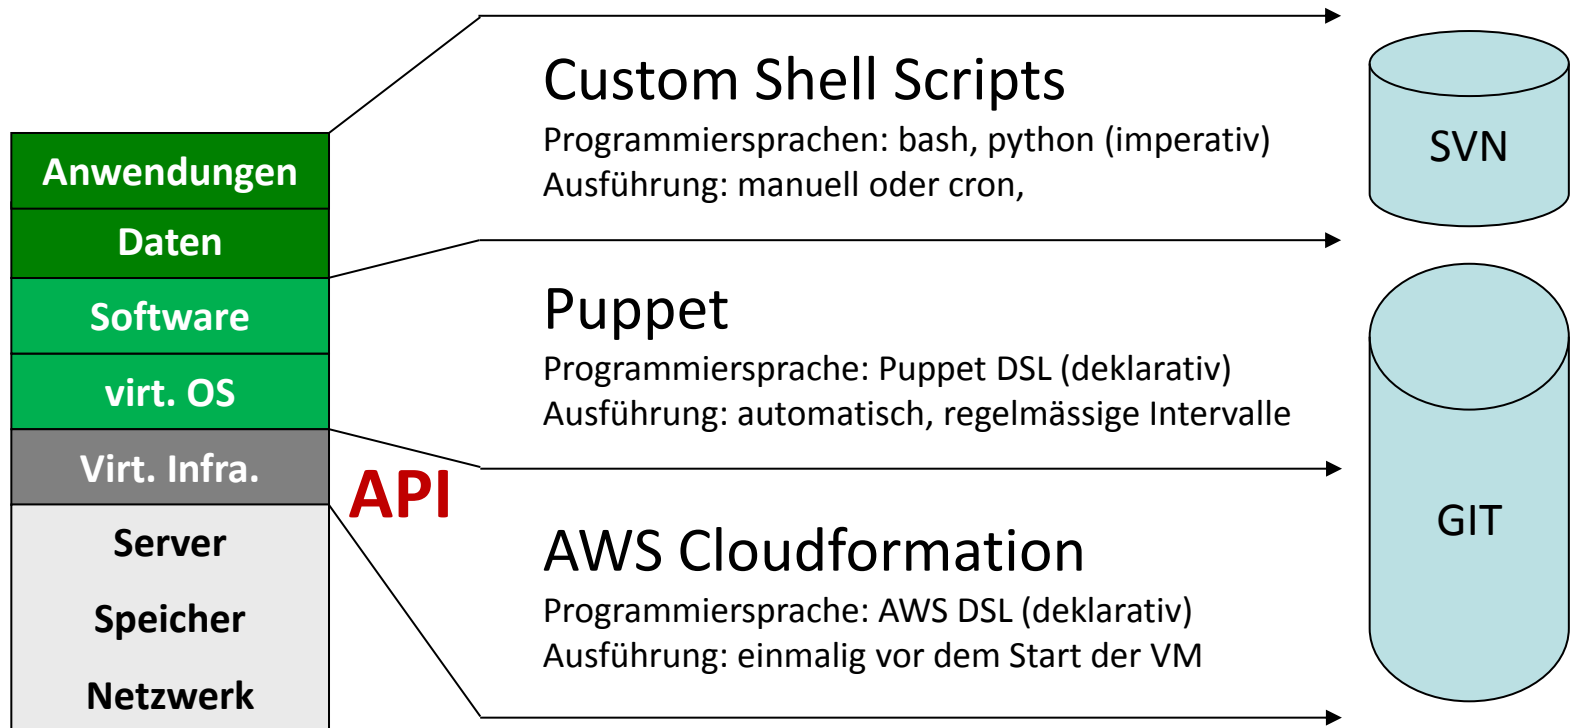 Anwendungen
Daten
Software
virt. OS
Virt. Infra.
Server
Speicher
Netzwerk
API
Custom Shell Scripts
Programmiersprachen: bash, python (imperativ)
Ausführung: manuell oder cron,
Puppet
Programmiersprache: Puppet DSL (deklarativ)
Ausführung: automatisch, regelmässige Intervalle
AWS Cloudformation
Programmiersprache: AWS DSL (deklarativ)
Ausführung: einmalig vor dem Start der VM
SVN
GIT